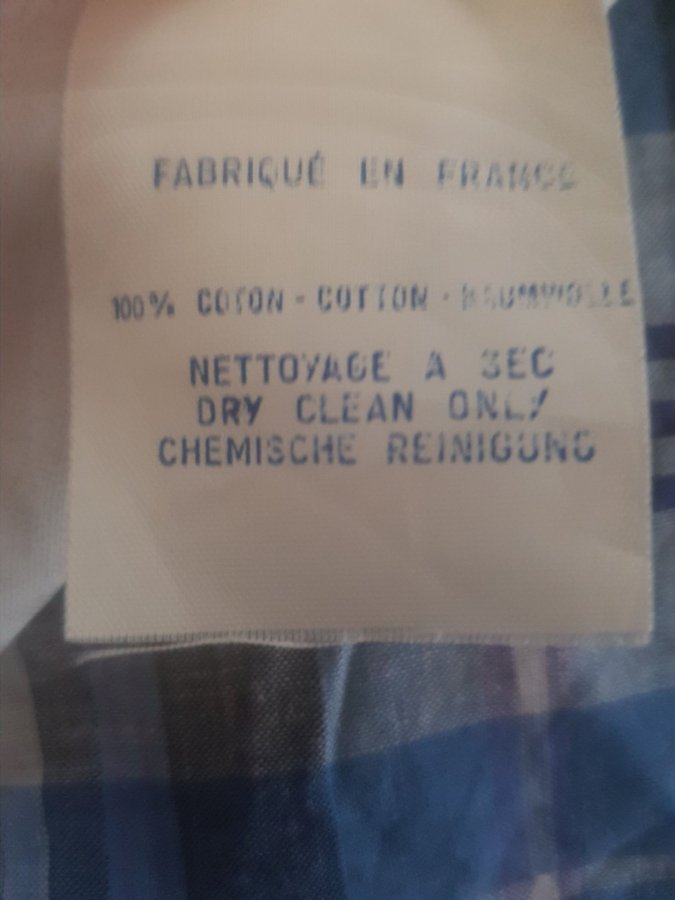 FABRIQUÉ EN FRANCE
100% COTON - COTTON - BAUMWOLLE
NETTOYAGE A SEC
DRY CLEAN ONLY
CHEMISCHE REINIGUNG